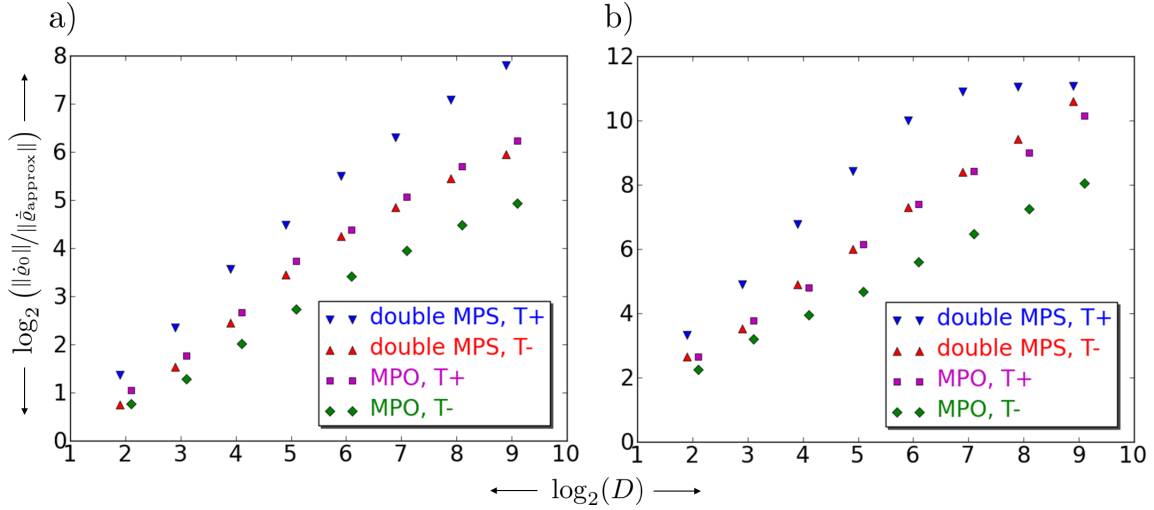 a)
b)
8
7
6
5
4
3
2
1
0
1 2 3 4 5 6 7 8 9 10
double MPS, T+
double MPS, T-
MPO, T+
MPO, T-
12
10
8
6
4
2
0
1 2 3 4 5 6 7 8 9 10
double MPS, T+
double MPS, T-
MPO, T+
MPO, T-
← log₂ (‖ϱ̇₀‖/‖ϱ̇approx‖) →
← log₂(D) →